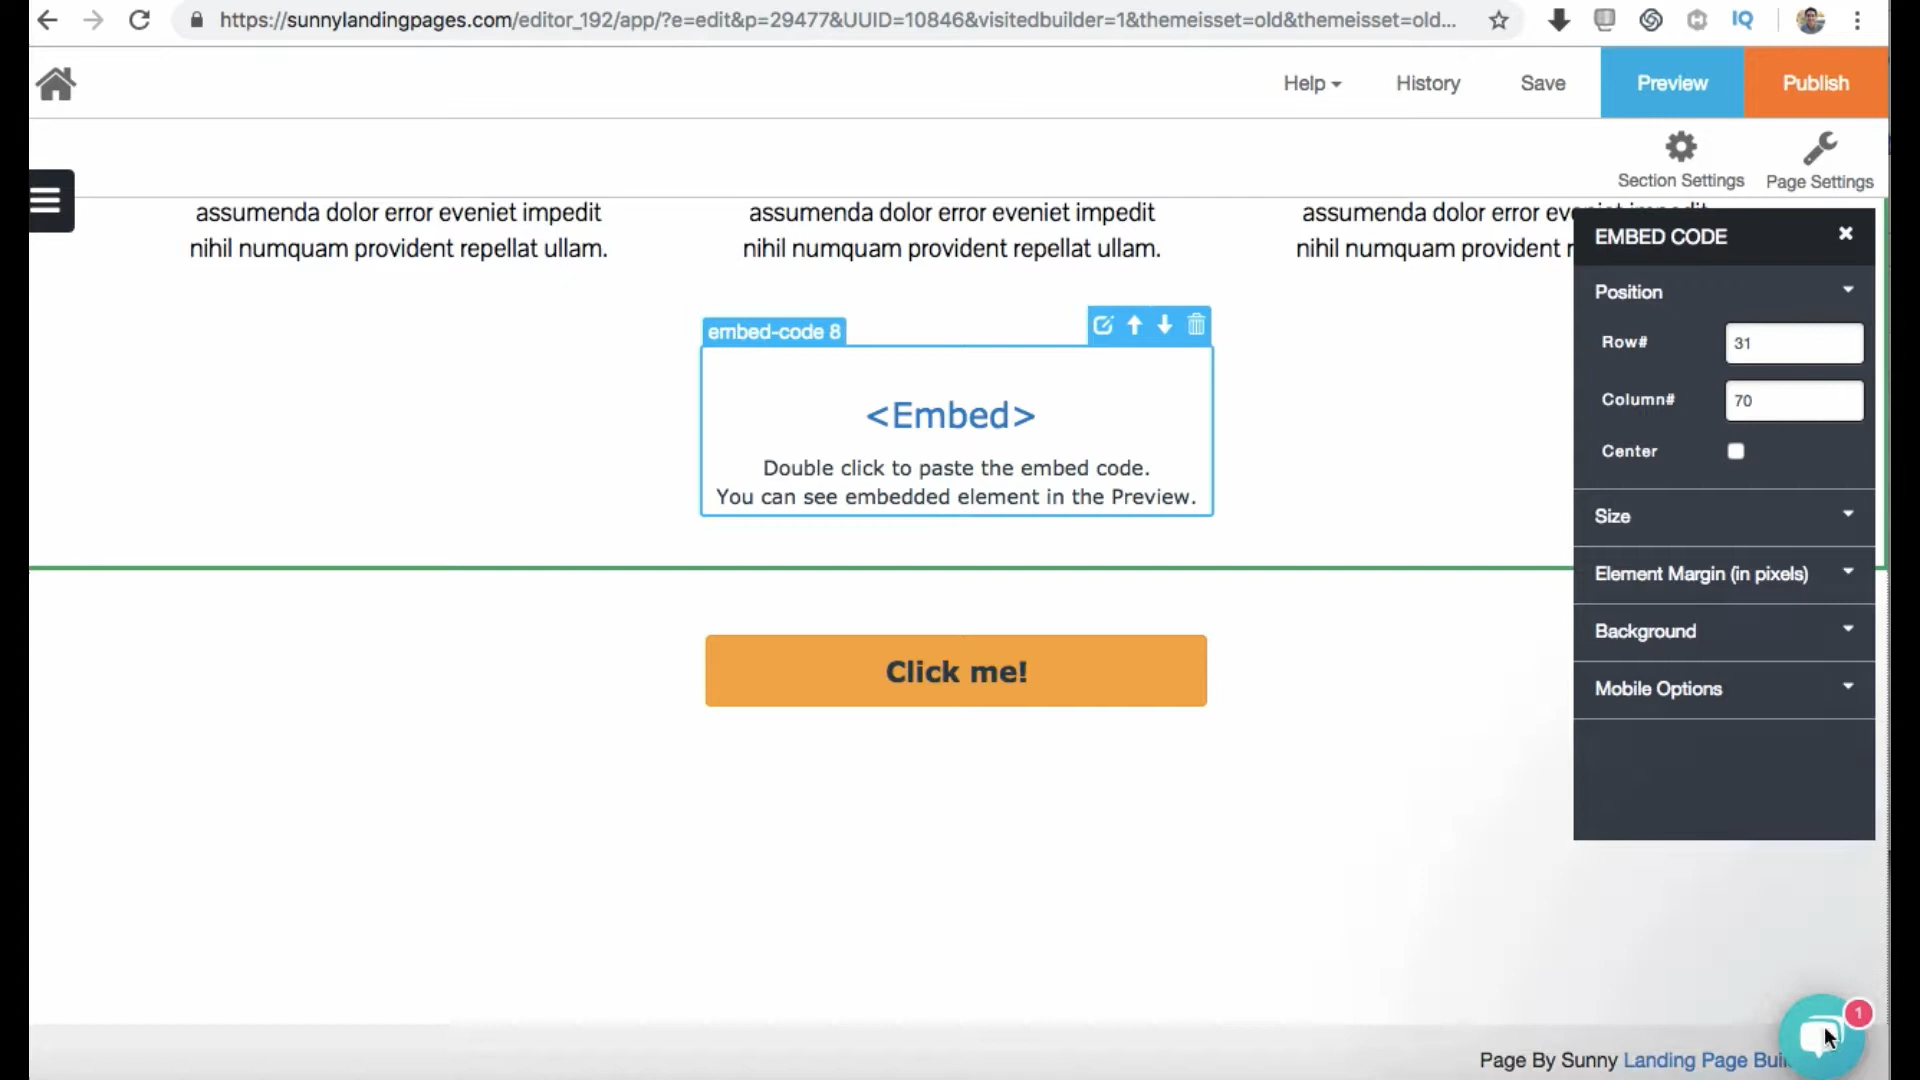 https://sunnylandingpages.com/editor_192/app/?e=edit&p=29477&UUID=10846&visitedbuilder=1&themeisset=old&themeisset=old...
IQ
Help
History
Save
Preview
Publish
Section Settings
Page Settings
assumenda dolor error eveniet impedit
nihil numquam provident repellat ullam.
assumenda dolor error eveniet impedit
nihil numquam provident repellat ullam.
assumenda dolor error
nihil numquam provident
EMBED CODE
Position
Row#
31
Column#
70
Center
Size
Element Margin (in pixels)
Background
Mobile Options
embed-code 8
<Embed>
Double click to paste the embed code.
You can see embedded element in the Preview.
Click me!
1
Page By Sunny Landing Page